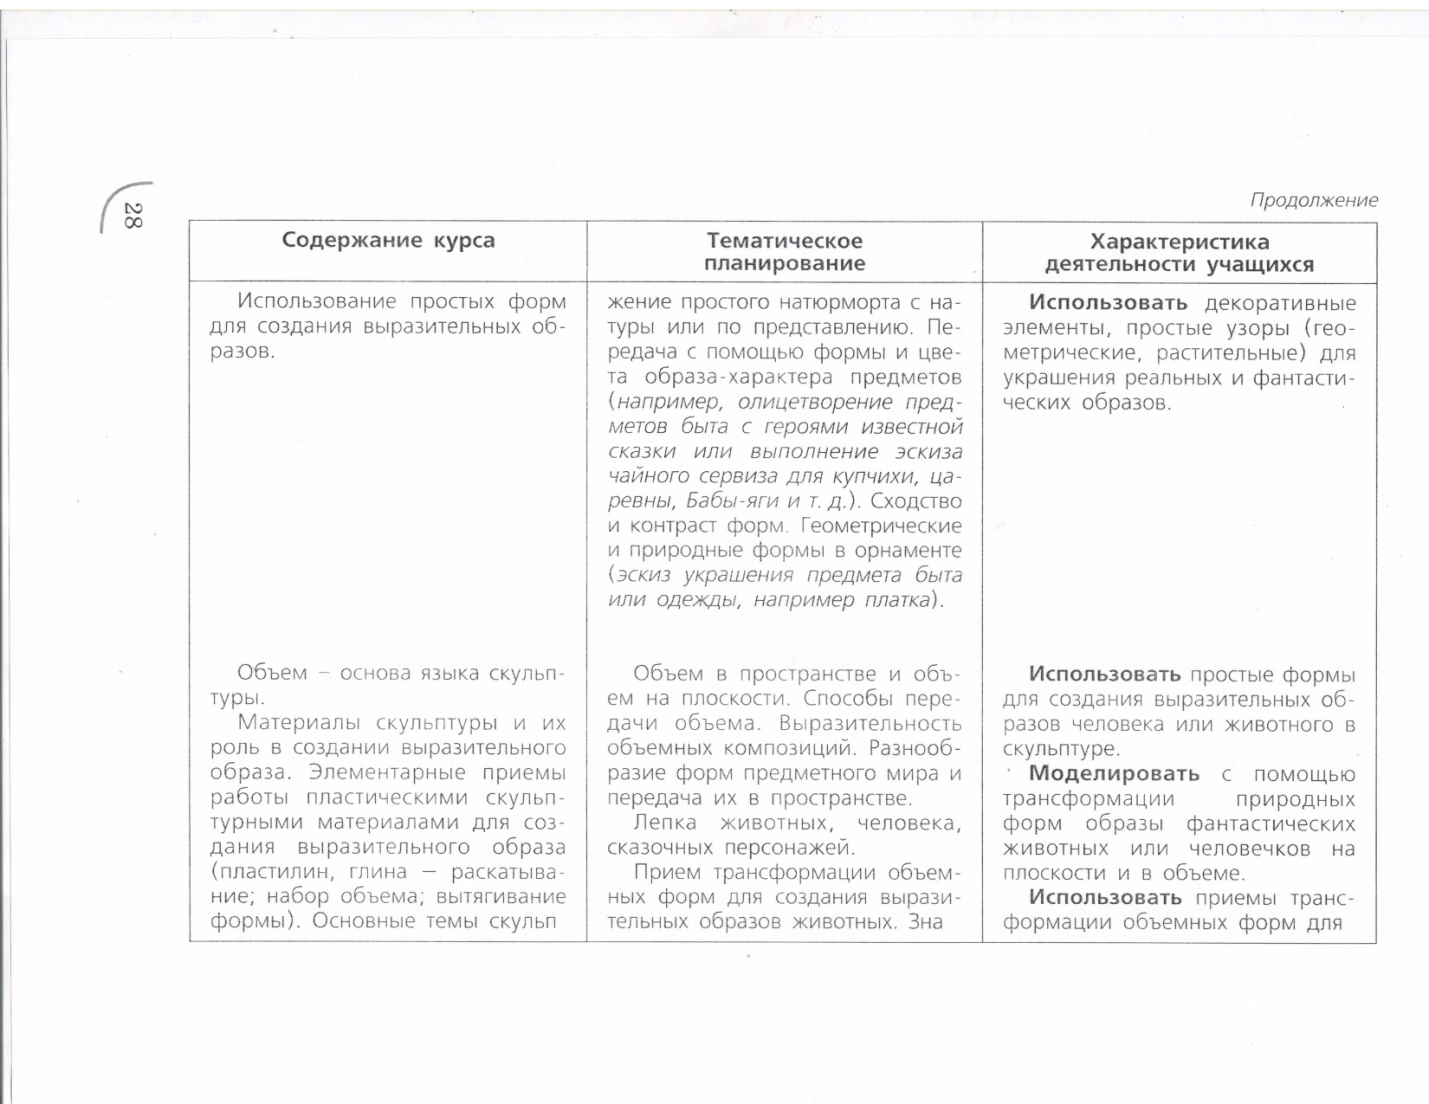 28
Продолжение
Содержание курса
Тематическое
планирование
Характеристика
деятельности учащихся
Использование простых форм
для создания выразительных об-
разов.
жение простого натюрморта с на-
туры или по представлению. Пе-
редача с помощью формы и цве-
та образа-характера предметов
(например, олицетворение пред-
метов быта с героями известной
сказки или выполнение эскиза
чайного сервиза для купчихи, ца-
ревны, Бабы-яги и т. д.). Сходство
и контраст форм. Геометрические
и природные формы в орнаменте
(эскиз украшения предмета быта
или одежды, например платка).
Использовать декоративные
элементы, простые узоры (гео-
метрические, растительные) для
украшения реальных и фантасти-
ческих образов.
Объем – основа языка скульп-
туры.
Материалы скульптуры и их
роль в создании выразительного
образа. Элементарные приемы
работы пластическими скульп-
турными материалами для соз-
дания выразительного образа
(пластилин, глина — раскатыва-
ние; набор объема; вытягивание
формы). Основные темы скульп
Объем в пространстве и объ-
ем на плоскости. Способы пере-
дачи объема. Выразительность
объемных композиций. Разнооб-
разие форм предметного мира и
передача их в пространстве.
Лепка животных, человека,
сказочных персонажей.
Прием трансформации объем-
ных форм для создания вырази-
тельных образов животных. Зна
Использовать простые формы
для создания выразительных об-
разов человека или животного в
скульптуре.
Моделировать с помощью
трансформации природных
форм образы фантастических
животных или человечков на
плоскости и в объеме.
Использовать приемы транс-
формации объемных форм для